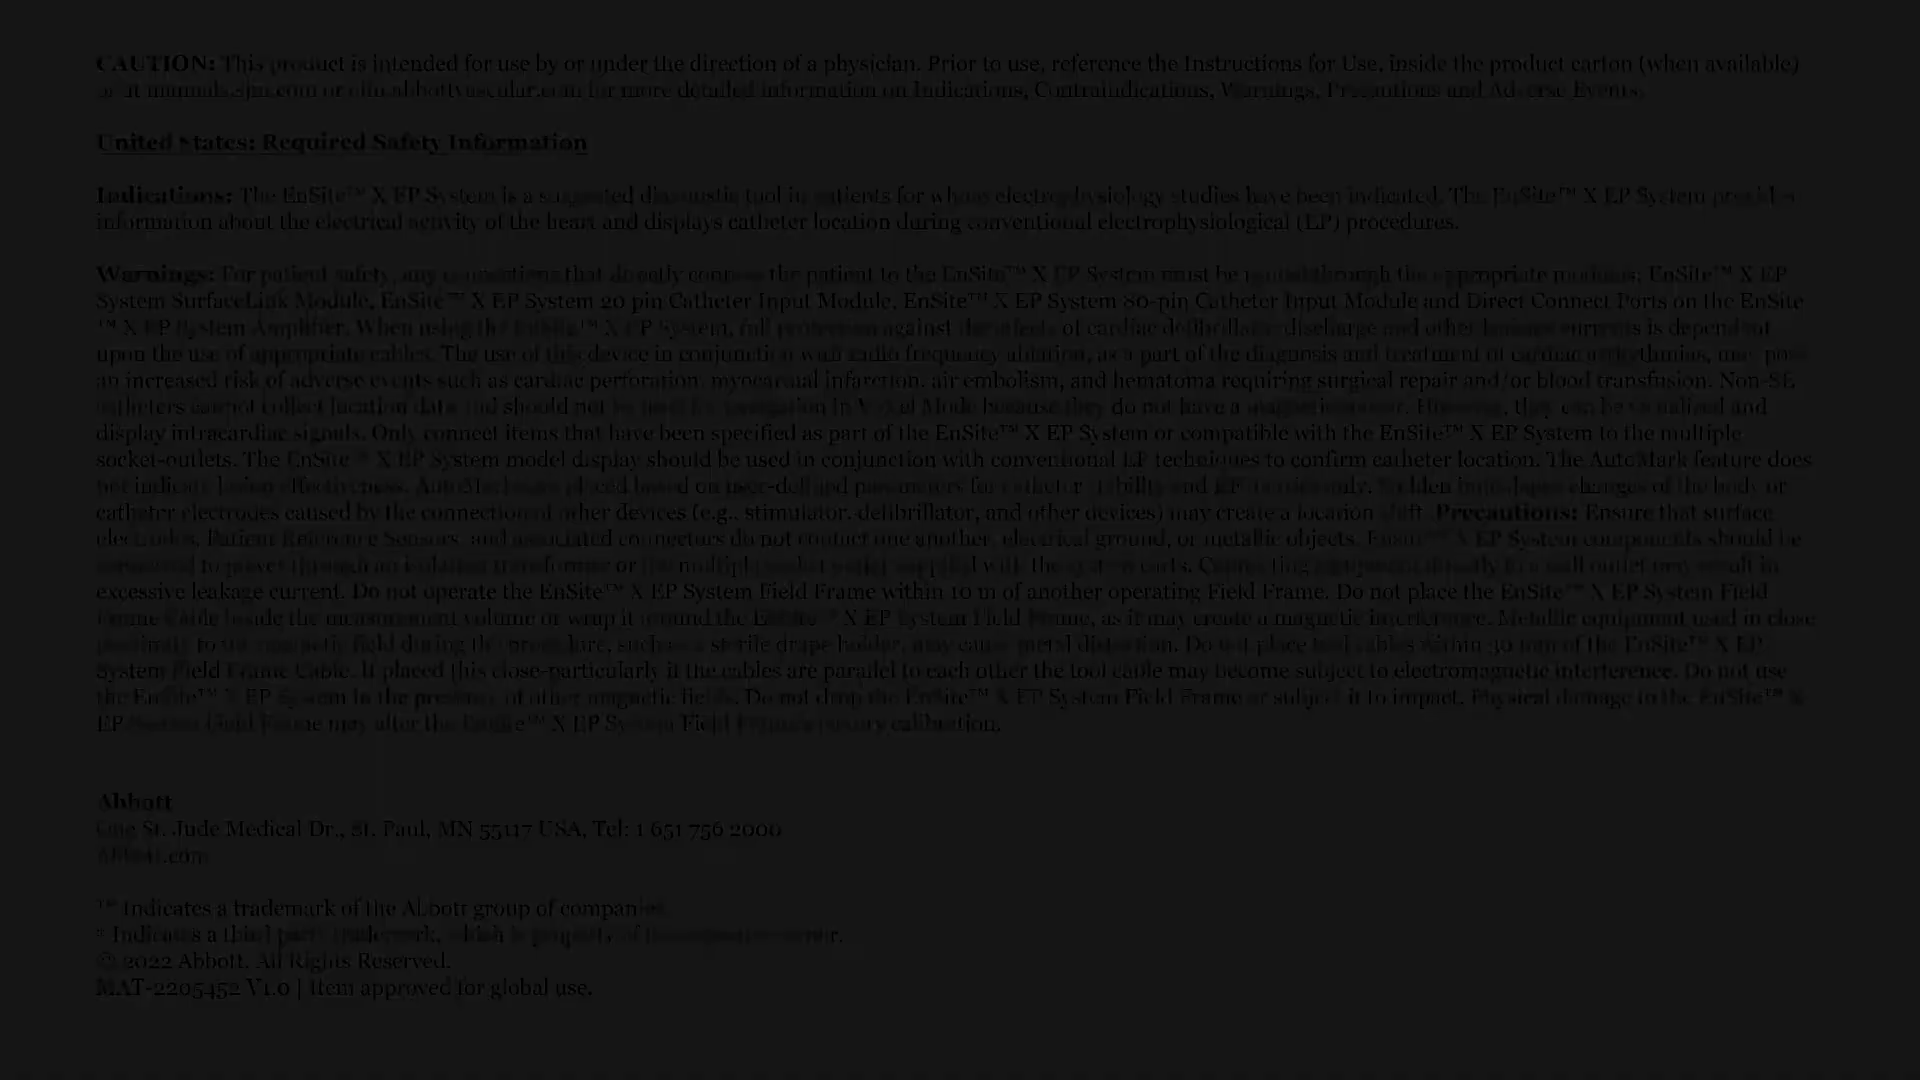 CAUTION: This product is intended for use by or under the direction of a physician. Prior to use, reference the Instructions for Use, inside the product carton (when available)
or at manuals.sjm.com or eifu.abbottvascular.com for more detailed information on Indications, Contraindications, Warnings, Precautions and Adverse Events.
United States: Required Safety Information
Indications: The EnSite™ X EP System is a suggested diagnostic tool in patients for whom electrophysiology studies have been indicated. The EnSite™ X EP System provides
information about the electrical activity of the heart and displays catheter location during conventional electrophysiological (EP) procedures.
Warnings: For patient safety, any connections that directly connect the patient to the EnSite™ X EP System must be routed through the appropriate modules: EnSite™ X EP
System SurfaceLink Module, EnSite™ X EP System 20 pin Catheter Input Module, EnSite™ X EP System 80-pin Catheter Input Module and Direct Connect Ports on the EnSite
™ X EP System Amplifier. When using the EnSite™ X EP System, full protection against the effects of cardiac defibrillator discharge and other leakage currents is dependent
upon the use of appropriate cables. The use of this device in conjunction with radio frequency ablation, as a part of the diagnosis and treatment of cardiac arrhythmias, may pose
an increased risk of adverse events such as cardiac perforation, myocardial infarction, air embolism, and hematoma requiring surgical repair and/or blood transfusion. Non-SE
catheters cannot collect location data and should not be used for navigation in Voxel Mode because they do not have a magnetic sensor. However, they can be visualized and
display intracardiac signals. Only connect items that have been specified as part of the EnSite™ X EP System or compatible with the EnSite™ X EP System to the multiple
socket-outlets. The EnSite™ X EP System model display should be used in conjunction with conventional EP techniques to confirm catheter location. The AutoMark feature does
not indicate lesion effectiveness. AutoMarks are placed based on user-defined parameters for catheter stability and RF metrics only. Sudden impedance changes of the body or
catheter electrodes caused by the connection of other devices (e.g., stimulator, defibrillator, and other devices) may create a location shift. Precautions: Ensure that surface
electrodes, Patient Reference Sensors, and associated connectors do not contact one another, electrical ground, or metallic objects. EnSite™ X EP System components should be
connected to power through an isolation transformer or the multiple socket outlet supplied with the system carts. Connecting equipment directly to a wall outlet may result in
excessive leakage current. Do not operate the EnSite™ X EP System Field Frame within 10 m of another operating Field Frame. Do not place the EnSite™ X EP System Field
Frame Cable inside the measurement volume or wrap it around the EnSite™ X EP System Field Frame, as it may create a magnetic interference. Metallic equipment used in close
proximity to the magnetic field during the procedure, such as a sterile drape holder, may cause metal distortion. Do not place tool cables within 30 mm of the EnSite™ X EP
System Field Frame Cable. If placed this close-particularly if the cables are parallel to each other the tool cable may become subject to electromagnetic interference. Do not use
the EnSite™ X EP System in the presence of other magnetic fields. Do not drop the EnSite™ X EP System Field Frame or subject it to impact. Physical damage to the EnSite™ X
EP System Field Frame may alter the EnSite™ X EP System Field Frame's factory calibration.
Abbott
One St. Jude Medical Dr., St. Paul, MN 55117 USA, Tel: 1 651 756 2000
Abbott.com
™ Indicates a trademark of the Abbott group of companies.
* Indicates a third party trademark, which is property of its respective owner.
© 2022 Abbott. All Rights Reserved.
MAT-2205452 V1.0 | Item approved for global use.